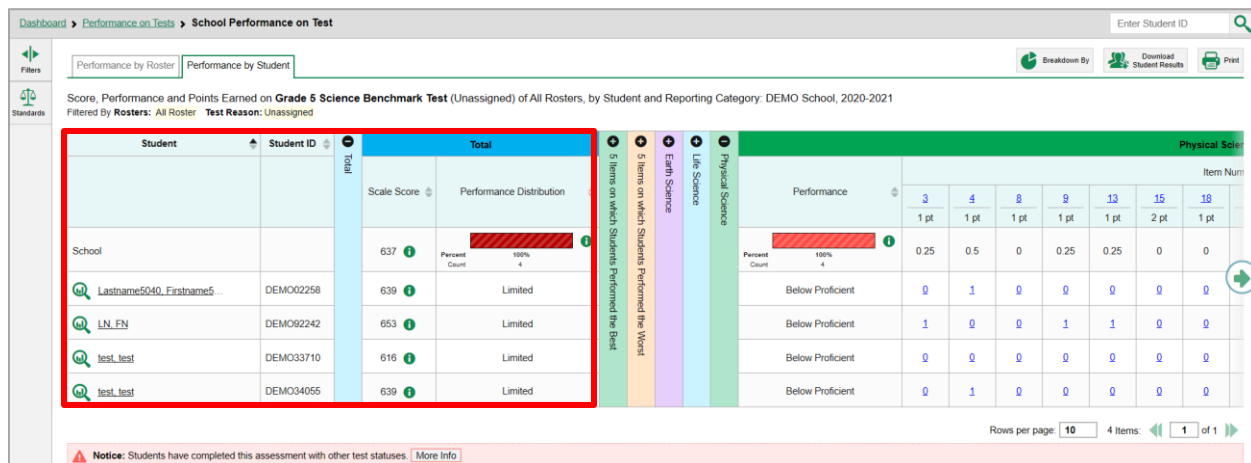 Dashboard > Performance on Tests > School Performance on Test Enter Student ID
Filters
Standards
Performance by Roster Performance by Student Breakdown By Download Student Results Print
Score, Performance and Points Earned on Grade 5 Science Benchmark Test (Unassigned) of All Rosters, by Student and Reporting Category: DEMO School, 2020-2021
Filtered By Rosters: All Roster Test Reason: Unassigned
Student Student ID Total Total 5 Items on which Students Performed the Best 5 Items on which Students Performed the Worst Earth Science Life Science Physical Science Physical Scien
Item Num
Scale Score Performance Distribution Performance 3 4 8 9 13 15 18
1 pt 1 pt 1 pt 1 pt 1 pt 2 pt 1 pt
School 637 Percent 100% Count 4 Percent 100% Count 4 0.25 0.5 0 0.25 0.25 0 0
Lastname5040, Firstname5... DEMO02258 639 Limited Below Proficient 0 1 0 0 0 0 0
LN, FN DEMO92242 653 Limited Below Proficient 1 0 0 1 1 0 0
test, test DEMO33710 616 Limited Below Proficient 0 0 0 0 0 0 0
test, test DEMO34055 639 Limited Below Proficient 0 1 0 0 0 0 0
Rows per page: 10 4 Items: 1 of 1
Notice: Students have completed this assessment with other test statuses. More Info